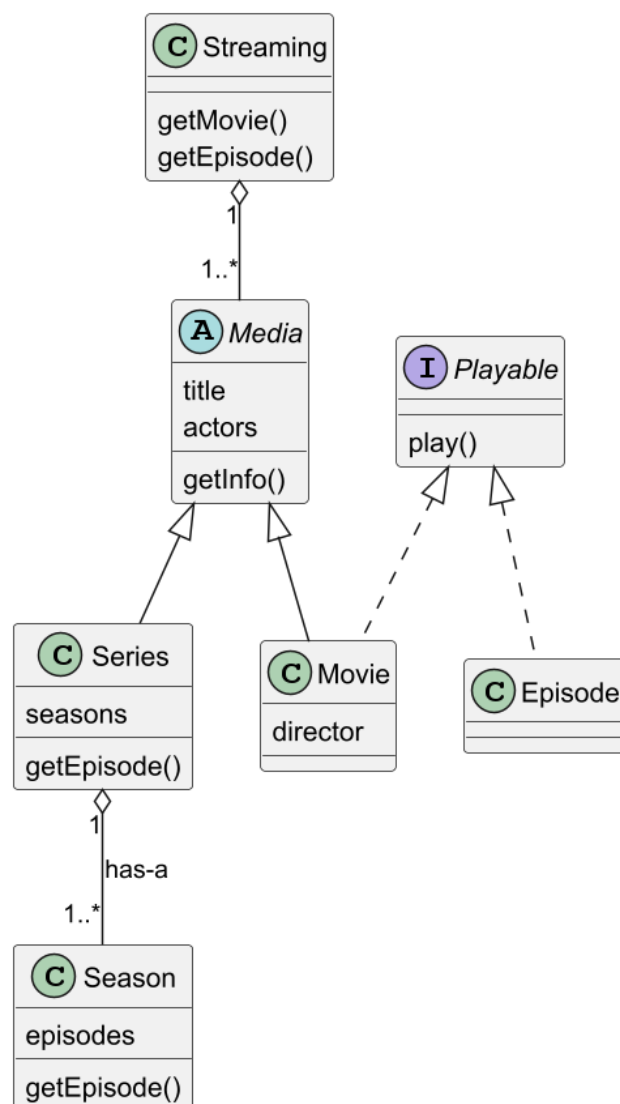 C Streaming
getMovie()
getEpisode()
1
1..*
A Media
title
actors
getInfo()
I Playable
play()
C Series
seasons
getEpisode()
C Movie
director
C Episode
1
has-a
1..*
C Season
episodes
getEpisode()